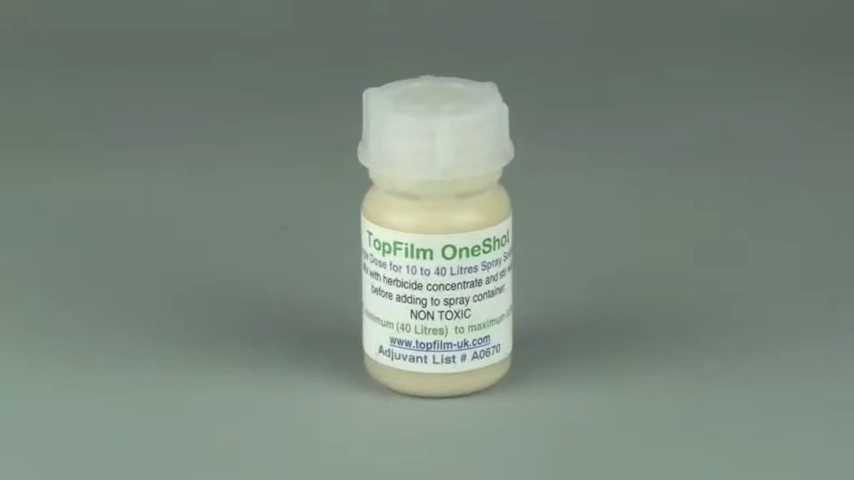 TopFilm OneShot
Dose for 10 to 40 Litres Spray
with herbicide concentrate and
before adding to spray container.
NON TOXIC
(40 Litres) to maximum
www.topfilm-uk.com
Adjuvant List # A0670